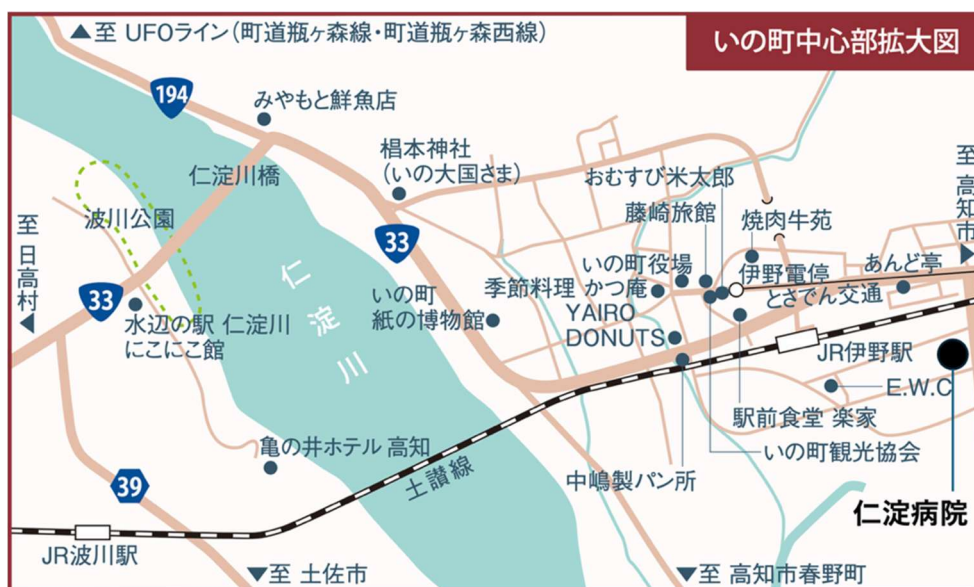 ▲至 UFOライン（町道瓶ヶ森線・町道瓶ヶ森西線）
いの町中心部拡大図
194
みやもと鮮魚店
椙本神社
（いの大国さま）
仁淀川橋
波川公園
至 日高村
◀
33
水辺の駅 仁淀川
にこにこ館
仁淀川
33
いの町
紙の博物館
おむすび米太郎
藤崎旅館
焼肉牛苑
至 高知市
▶
いの町役場
季節料理 かつ庵
伊野電停
とさでん交通
あんど亭
YAIRO
DONUTS
JR伊野駅
E.W.C
駅前食堂 楽家
いの町観光協会
中嶋製パン所
仁淀病院
亀の井ホテル 高知
土讃線
39
JR波川駅
▼至 土佐市
▼至 高知市春野町